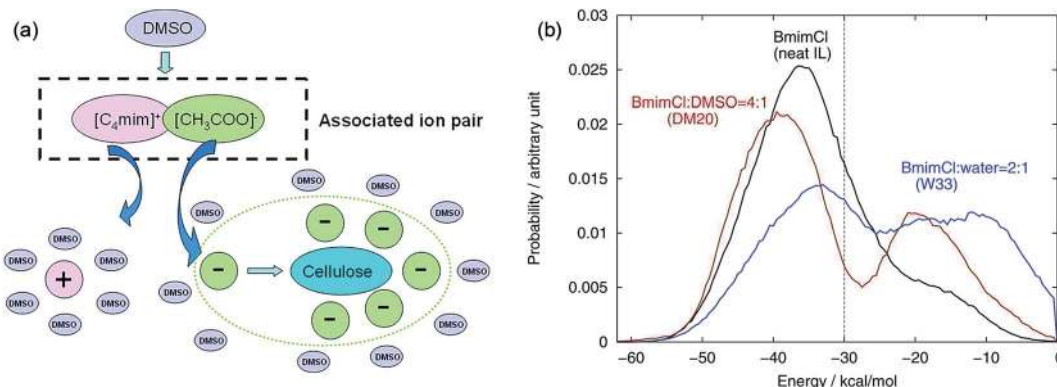 (a)
DMSO
[C₄mim]⁺
[CH₃COO]⁻
Associated ion pair
DMSO
DMSO
DMSO
DMSO
DMSO
DMSO
+
DMSO
DMSO
DMSO
DMSO
DMSO
DMSO
DMSO
DMSO
DMSO
DMSO
−
−
−
−
−
−
Cellulose
(b)
Probability / arbitrary unit
0.03
0.025
0.02
0.015
0.01
0.005
0
BmimCl
(neat IL)
BmimCl:DMSO=4:1
(DM20)
BmimCl:water=2:1
(W33)
−60
−50
−40
−30
−20
−10
0
Energy / kcal/mol